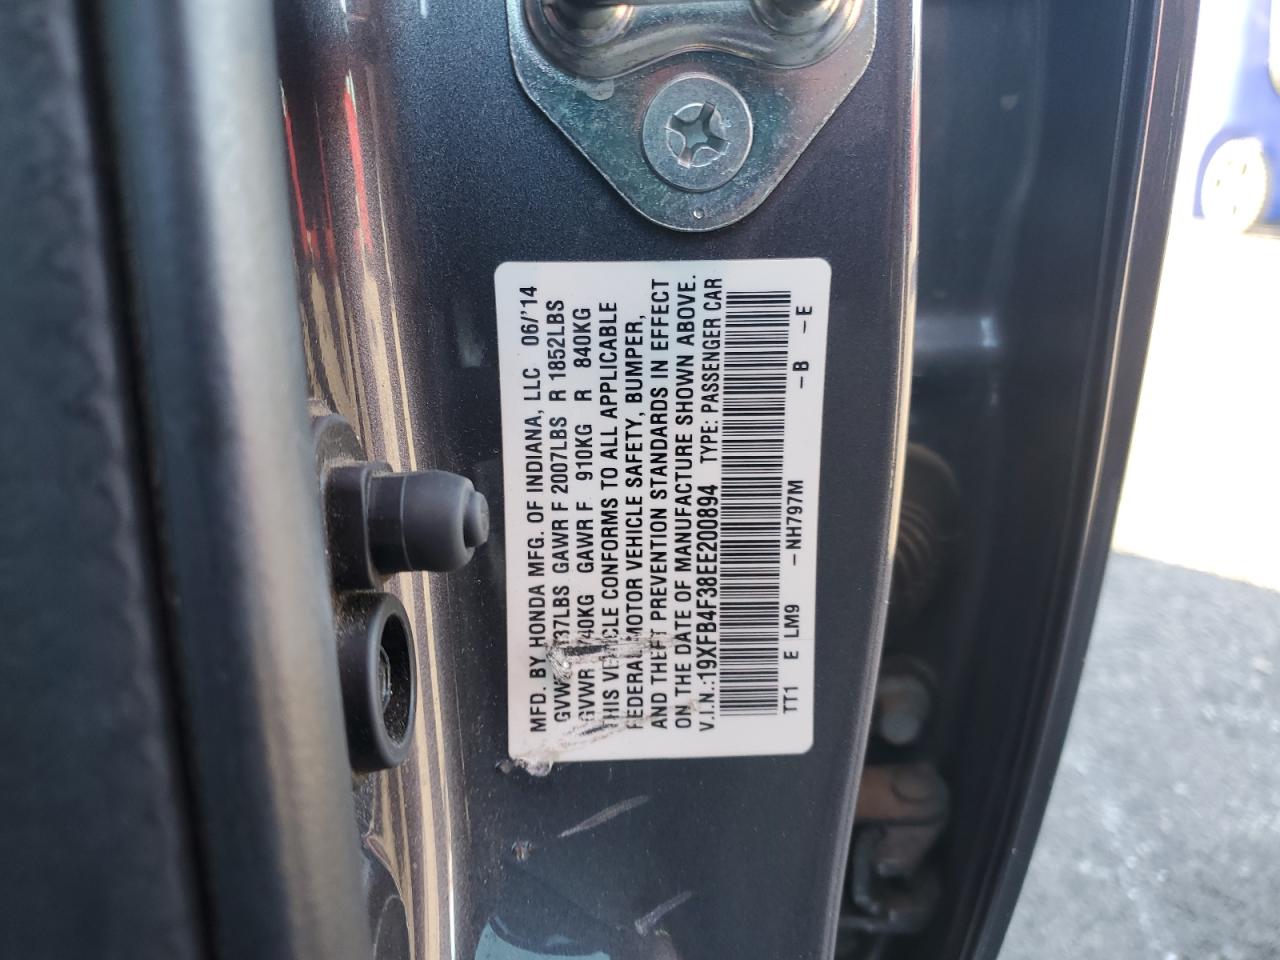 MFD. BY HONDA MFG. OF INDIANA, LLC 06/'14
37LBS GAWR F 2007LBS R 1852LBS
GVWR 40KG GAWR F 910KG R 840KG
THIS VEHICLE CONFORMS TO ALL APPLICABLE
FEDERAL MOTOR VEHICLE SAFETY, BUMPER,
AND THEFT PREVENTION STANDARDS IN EFFECT
ON THE DATE OF MANUFACTURE SHOWN ABOVE.
V.I.N.:19XFB4F38EE200894 TYPE: PASSENGER CAR
TT1 E LM9 - NH797M - B - E